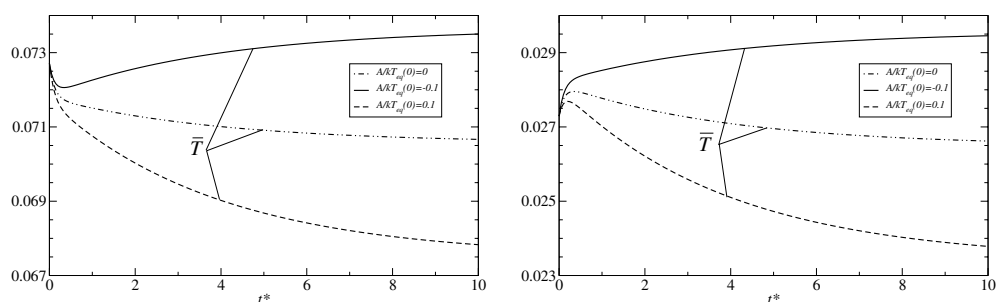 0.073
0.071
0.069
0.067
0
2
4
6
8
10
t*
T̅
A/kT_eq(0)=0
A/kT_eq(0)=-0.1
A/kT_eq(0)=0.1
0.029
0.027
0.025
0.023
0
2
4
6
8
10
t*
T̅
A/kT_eq(0)=0
A/kT_eq(0)=-0.1
A/kT_eq(0)=0.1